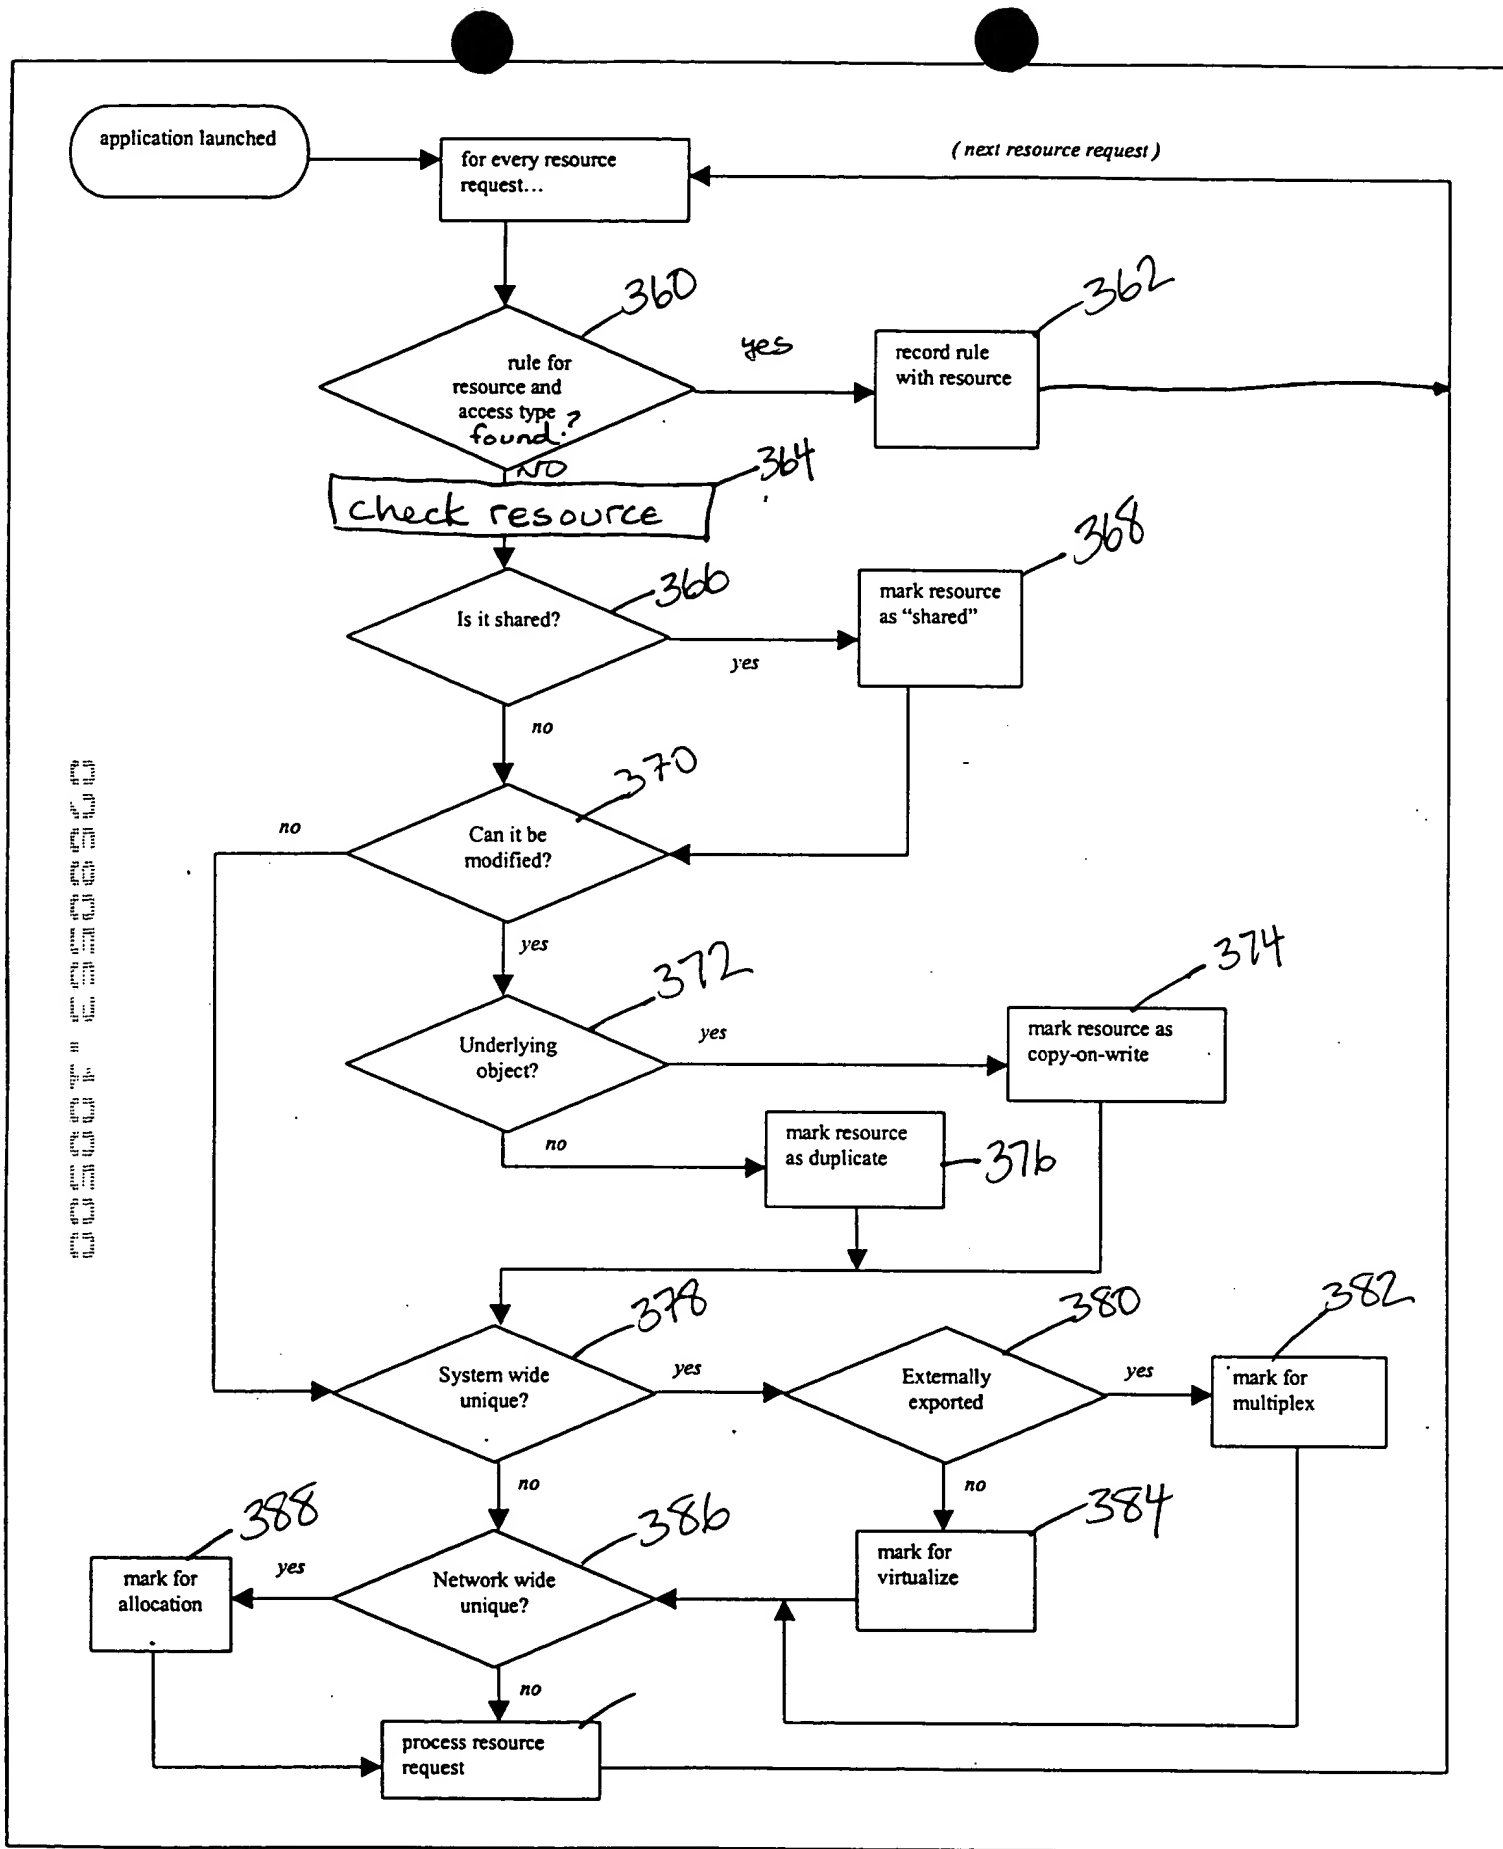 application launched
for every resource
request...
( next resource request )
360
rule for
resource and
access type
found?
yes
362
record rule
with resource
NO
364
check resource
366
Is it shared?
yes
368
mark resource
as “shared”
no
370
Can it be
modified?
no
yes
372
Underlying
object?
yes
374
mark resource as
copy-on-write
no
mark resource
as duplicate
376
378
System wide
unique?
yes
380
Externally
exported
yes
382
mark for
multiplex
no
no
384
mark for
virtualize
386
Network wide
unique?
yes
388
mark for
allocation
no
process resource
request